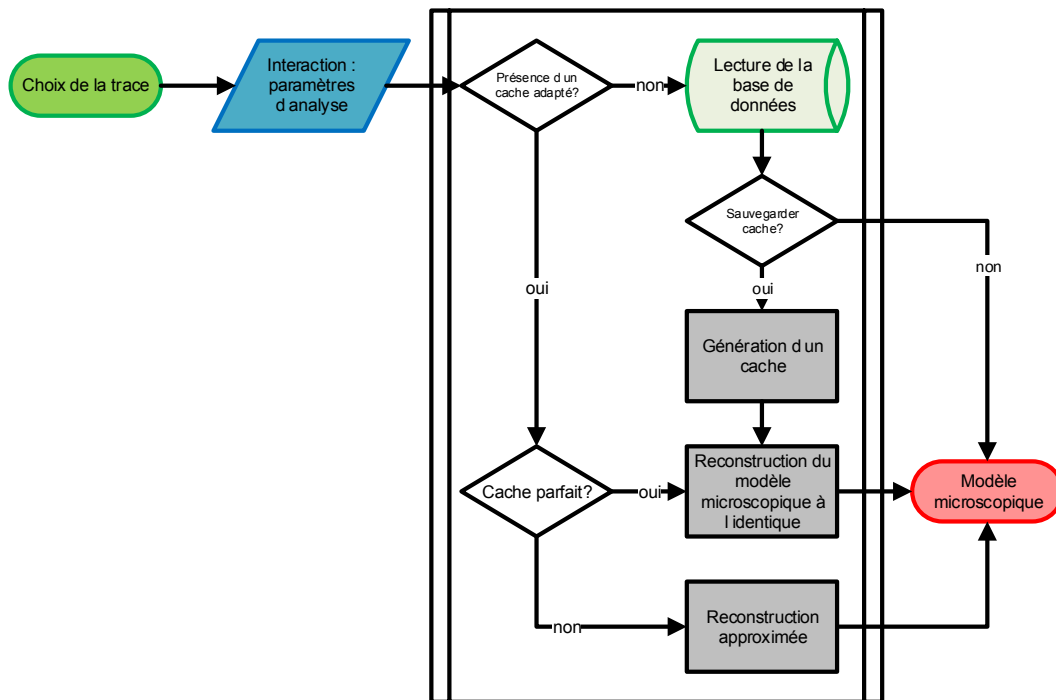 Choix de la trace
Interaction :
paramètres
d analyse
Présence d un
cache adapté?
non
Lecture de la
base de
données
Sauvegarder
cache?
non
oui
oui
Génération d un
cache
Cache parfait?
oui
Reconstruction du
modèle
microscopique à
l identique
Modèle
microscopique
non
Reconstruction
approximée